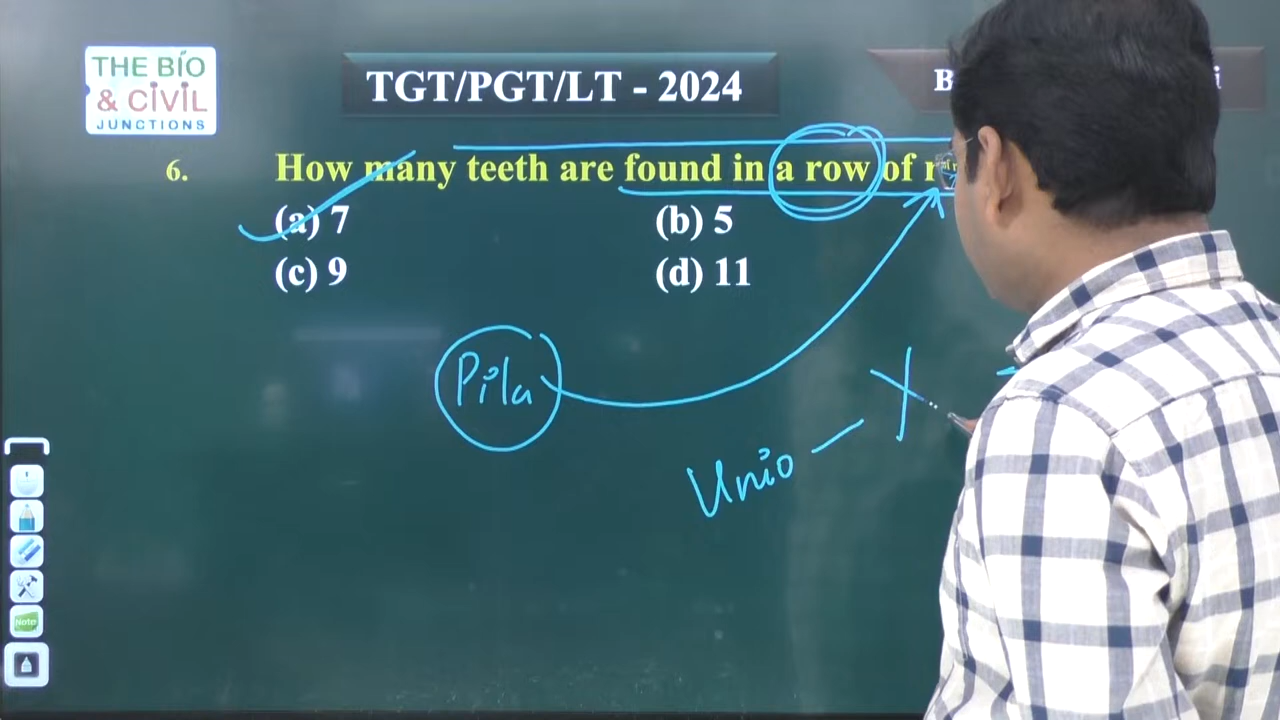 THE BIO
& CIVIL
JUNCTIONS
TGT/PGT/LT - 2024
6. How many teeth are found in a row of
(a) 7 (b) 5
(c) 9 (d) 11
Pila
Unio
Note